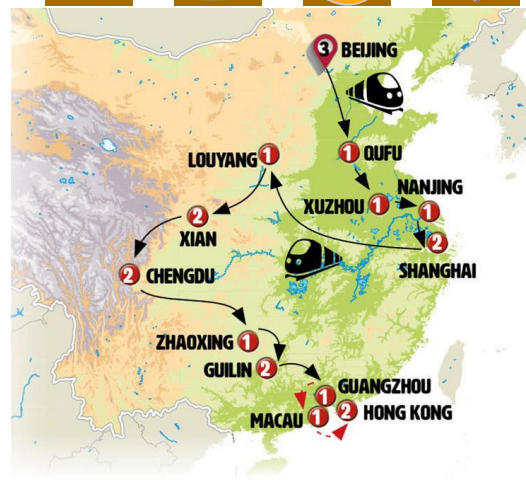 3 BEIJING
1 QUFU
LOUYANG 1
XUZHOU 1
NANJING
1
2
SHANGHAI
2
XIAN
2 CHENGDU
ZHAOXING 1
GUILIN 2
GUANGZHOU
1
MACAU 1
2 HONG KONG